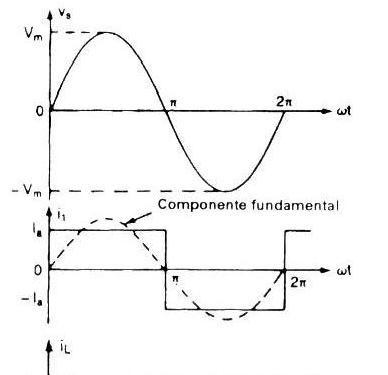 vs
Vm
0
π
2π
ωt
-Vm
i1
Componente fundamental
Ia
0
π
2π
ωt
-Ia
iL